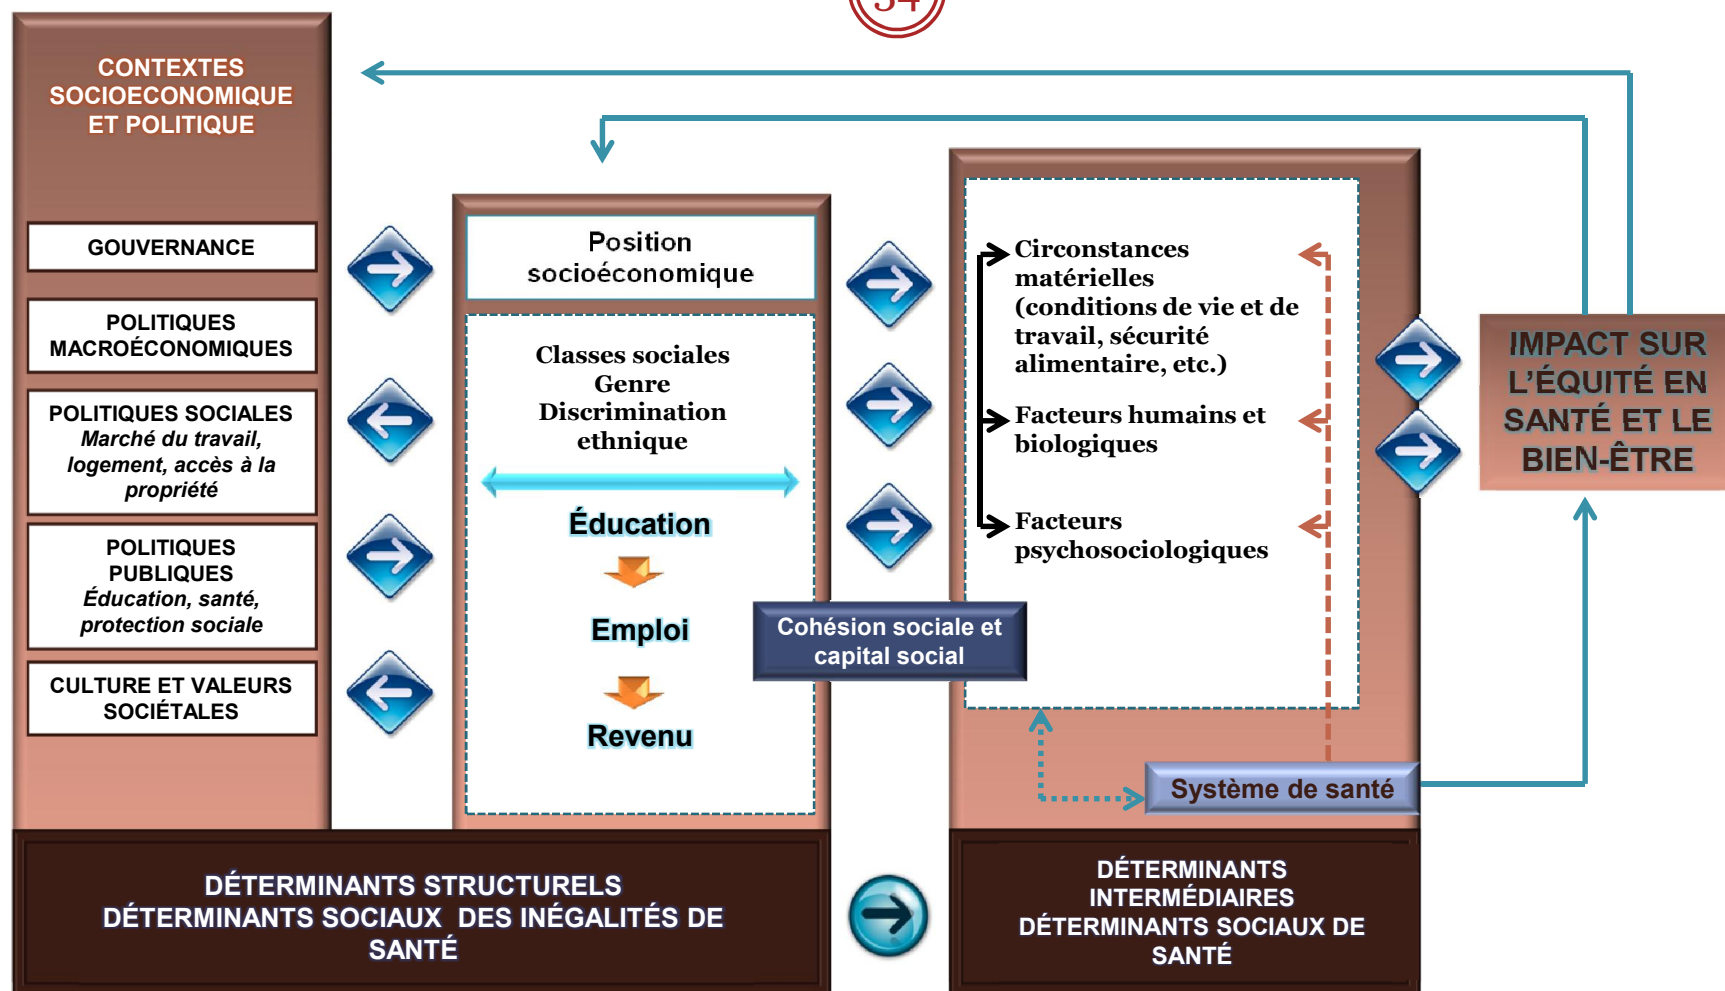 34
CONTEXTES
SOCIOECONOMIQUE
ET POLITIQUE
GOUVERNANCE
POLITIQUES
MACROÉCONOMIQUES
POLITIQUES SOCIALES
Marché du travail,
logement, accès à la
propriété
POLITIQUES
PUBLIQUES
Éducation, santé,
protection sociale
CULTURE ET VALEURS
SOCIÉTALES
Position
socioéconomique
Classes sociales
Genre
Discrimination
ethnique
Éducation
Emploi
Revenu
Cohésion sociale et
capital social
Circonstances
matérielles
(conditions de vie et de
travail, sécurité
alimentaire, etc.)
Facteurs humains et
biologiques
Facteurs
psychosociologiques
Système de santé
IMPACT SUR
L’ÉQUITÉ EN
SANTÉ ET LE
BIEN-ÊTRE
DÉTERMINANTS STRUCTURELS
DÉTERMINANTS SOCIAUX DES INÉGALITÉS DE
SANTÉ
DÉTERMINANTS
INTERMÉDIAIRES
DÉTERMINANTS SOCIAUX DE
SANTÉ